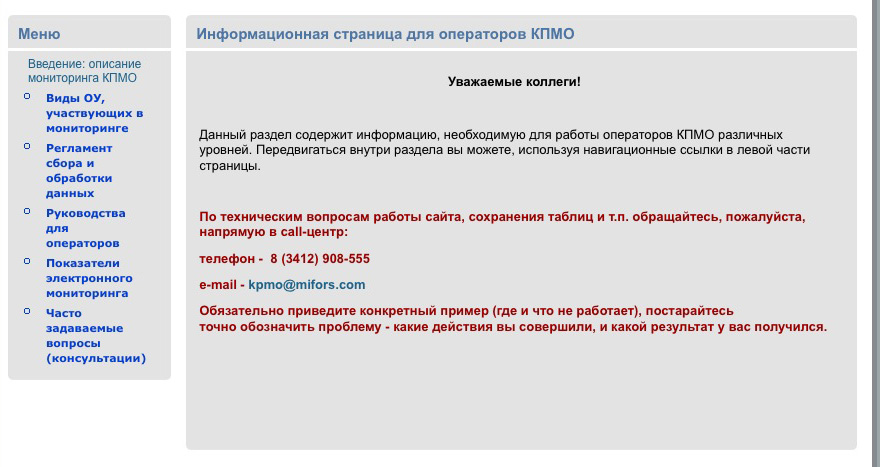 Меню
Введение: описание
мониторинга КПМО
Виды ОУ,
участвующих в
мониторинге
Регламент
сбора и
обработки
данных
Руководства
для
операторов
Показатели
электронного
мониторинга
Часто
задаваемые
вопросы
(консультации)
Информационная страница для операторов КПМО
Уважаемые коллеги!
Данный раздел содержит информацию, необходимую для работы операторов КПМО различных
уровней. Передвигаться внутри раздела вы можете, используя навигационные ссылки в левой части
страницы.
По техническим вопросам работы сайта, сохранения таблиц и т.п. обращайтесь, пожалуйста,
напрямую в call-центр:
телефон - 8 (3412) 908-555
e-mail - kpmo@mifors.com
Обязательно приведите конкретный пример (где и что не работает), постарайтесь
точно обозначить проблему - какие действия вы совершили, и какой результат у вас получился.